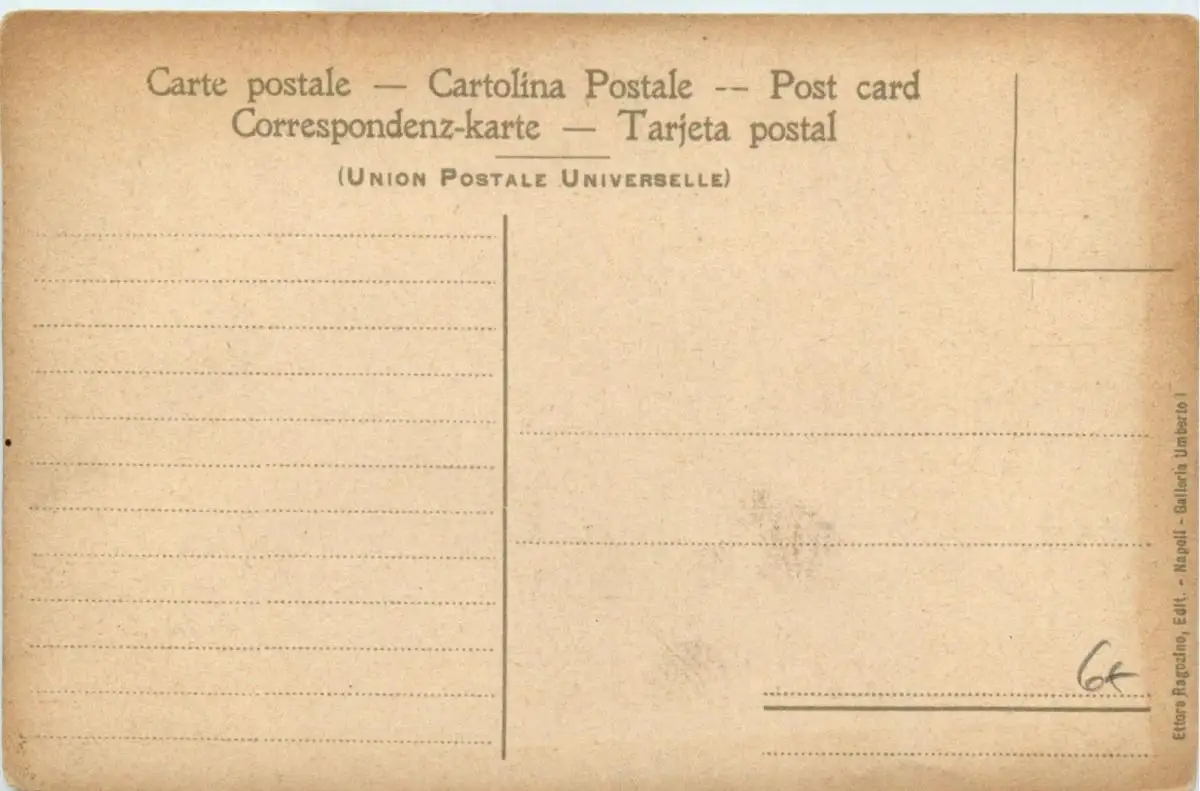 Carte postale — Cartolina Postale -- Post card
Correspondenz-karte — Tarjeta postal
(UNION POSTALE UNIVERSELLE)
Ettore Ragozino, Edit. - Napoli - Galleria Umberto I
6€